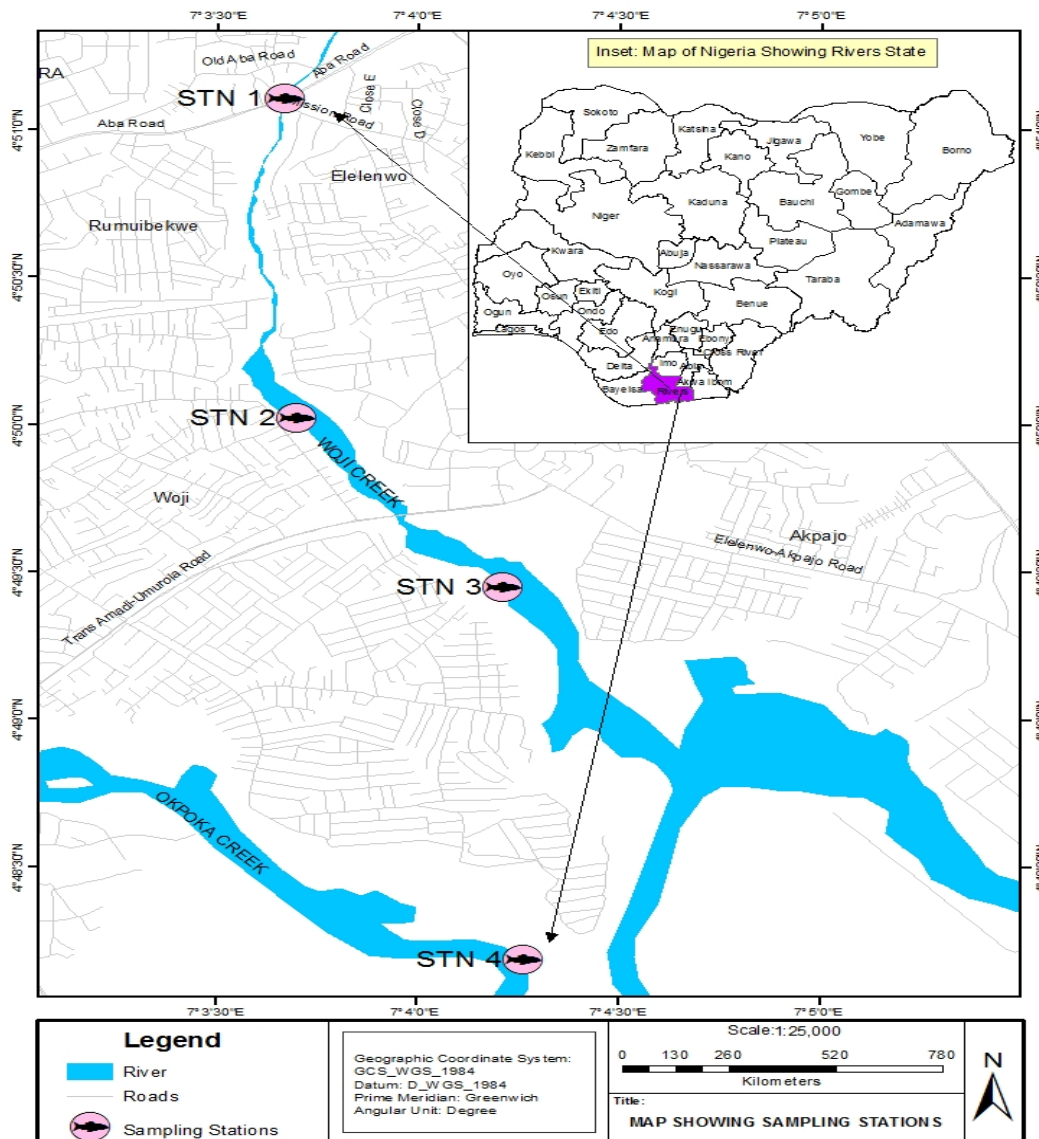 7° 3'30"E
7° 4'0"E
7° 4'30"E
7° 5'0"E
Inset: Map of Nigeria Showing Rivers State
Old Aba Road
Aba Road
RA
STN 1
Mission Road
Close E
Close D
Aba Road
4°51'0"N
Elelenwo
Rumuibekwe
4°50'30"N
Sokoto
Katsina
Jigawa
Yobe
Borno
Zamfara
Kebbi
Kano
Gombe
Kaduna
Bauchi
Niger
Adamawa
Plateau
Kwara
Abuja
Nassarawa
Taraba
Oyo
Ekiti
Kogi
Osun
Benue
Ogun
Ondo
Lagos
Edo
Enugu
Ebony
Anamara
Cross River
Delta
Imo
Abia
Akwa Ibom
Bayelsa
Rivers
STN 2
4°50'0"N
WOJI CREEK
Woji
Akpajo
Elelenwo-Akpajo Road
4°49'30"N
STN 3
Trans Amadi-Umurola Road
4°49'0"N
OKPOKA CREEK
4°48'30"N
STN 4
7° 3'30"E
7° 4'0"E
7° 4'30"E
7° 5'0"E
Legend
River
Roads
Sampling Stations
Geographic Coordinate System:
GCS_WGS_1984
Datum: D_WGS_1984
Prime Meridian: Greenwich
Angular Unit: Degree
Scale:1:25,000
0 130 260 520 780
Kilometers
Title:
MAP SHOWING SAMPLING STATIONS
N